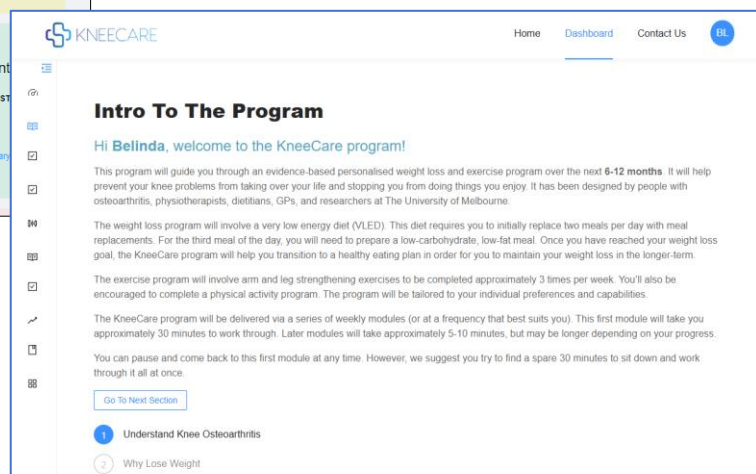 KNEECARE
Home Dashboard Contact Us BL
nt
ST
ary
Intro To The Program
Hi Belinda, welcome to the KneeCare program!
This program will guide you through an evidence-based personalised weight loss and exercise program over the next 6-12 months. It will help
prevent your knee problems from taking over your life and stopping you from doing things you enjoy. It has been designed by people with
osteoarthritis, physiotherapists, dietitians, GPs, and researchers at The University of Melbourne.
The weight loss program will involve a very low energy diet (VLED). This diet requires you to initially replace two meals per day with meal
replacements. For the third meal of the day, you will need to prepare a low-carbohydrate, low-fat meal. Once you have reached your weight loss
goal, the KneeCare program will help you transition to a healthy eating plan in order for you to maintain your weight loss in the longer-term.
The exercise program will involve arm and leg strengthening exercises to be completed approximately 3 times per week. You'll also be
encouraged to complete a physical activity program. The program will be tailored to your individual preferences and capabilities.
The KneeCare program will be delivered via a series of weekly modules (or at a frequency that best suits you). This first module will take you
approximately 30 minutes to work through. Later modules will take approximately 5-10 minutes, but may be longer depending on your progress.
You can pause and come back to this first module at any time. However, we suggest you try to find a spare 30 minutes to sit down and work
through it all at once.
Go To Next Section
1 Understand Knee Osteoarthritis
2 Why Lose Weight